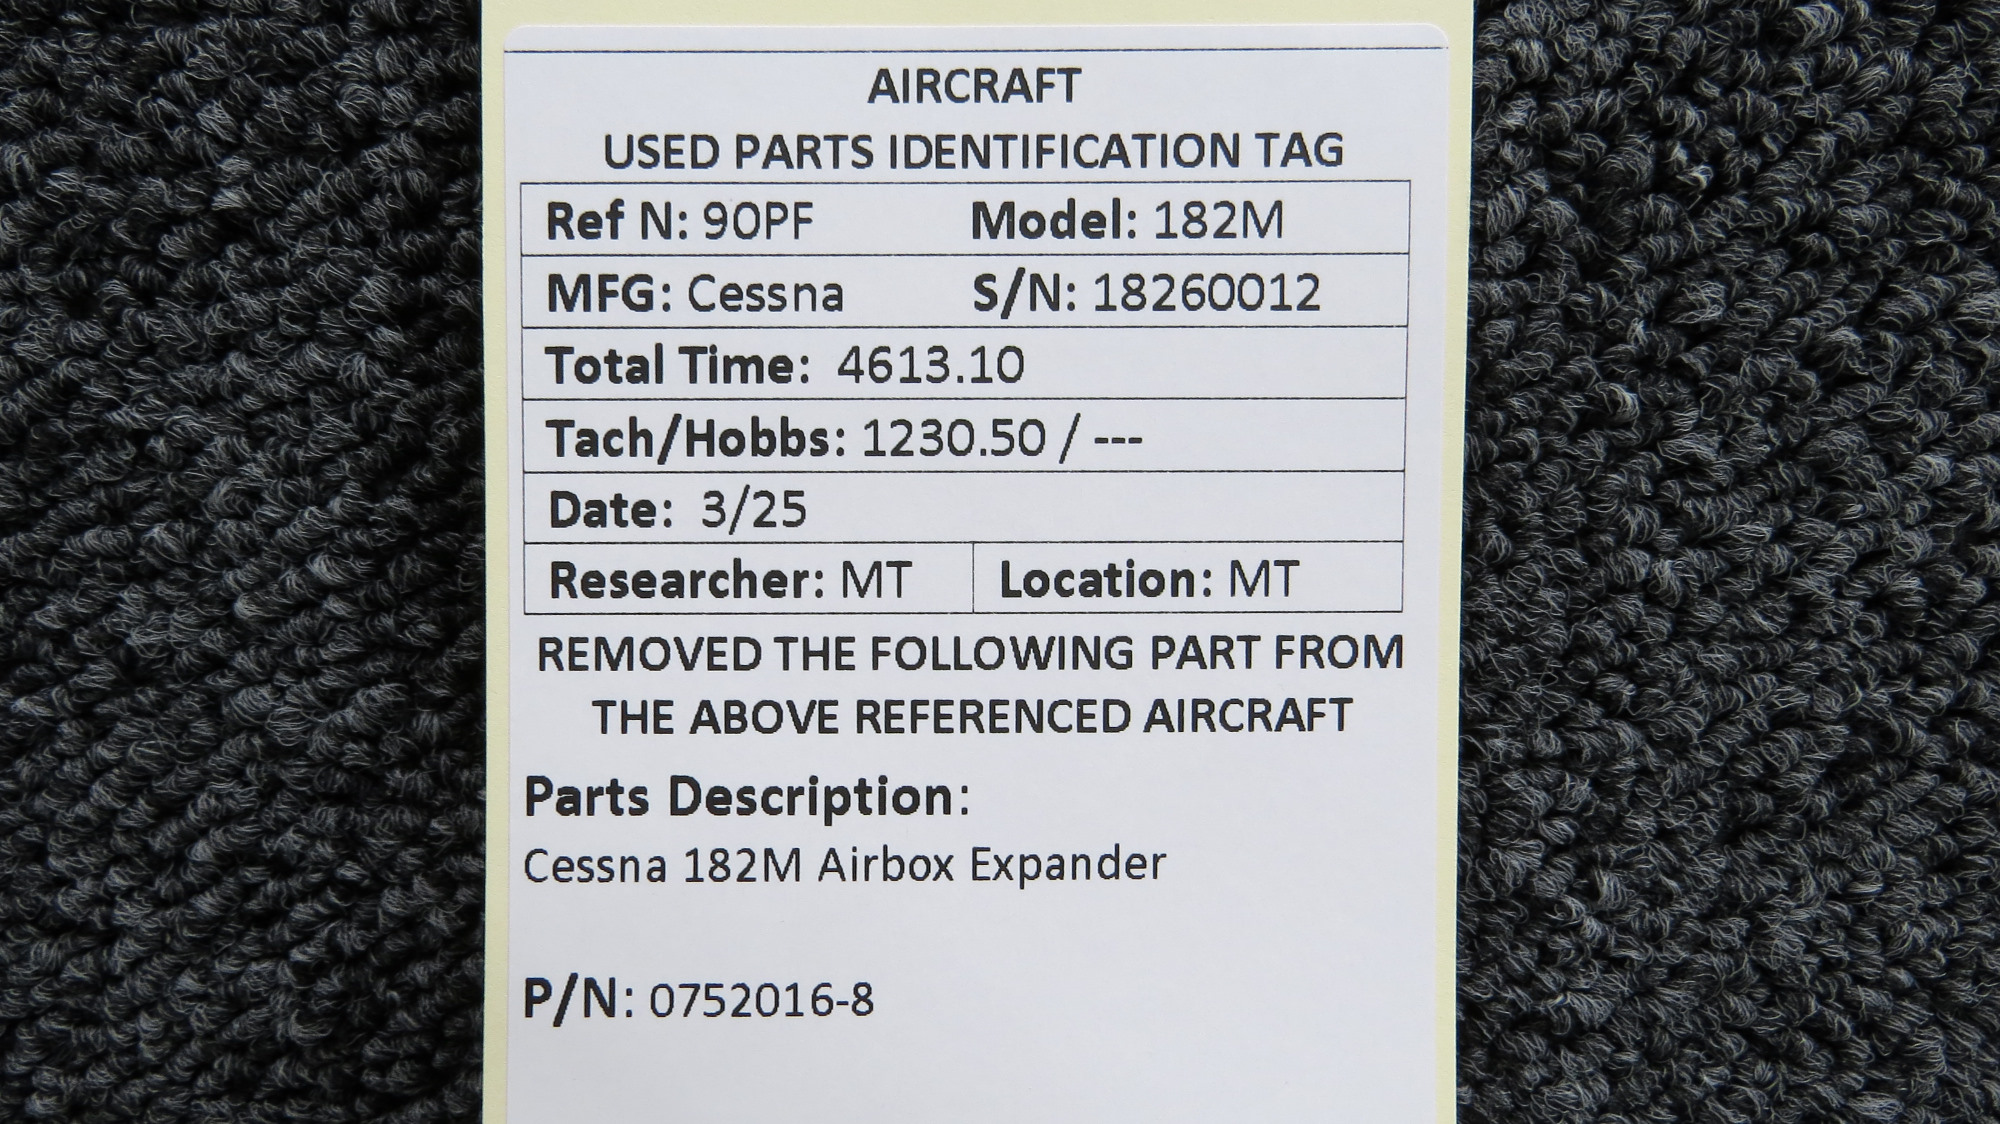 AIRCRAFT
USED PARTS IDENTIFICATION TAG
Ref N: 90PF Model: 182M
MFG: Cessna S/N: 18260012
Total Time: 4613.10
Tach/Hobbs: 1230.50 / ---
Date: 3/25
Researcher: MT Location: MT
REMOVED THE FOLLOWING PART FROM
THE ABOVE REFERENCED AIRCRAFT
Parts Description:
Cessna 182M Airbox Expander
P/N: 0752016-8